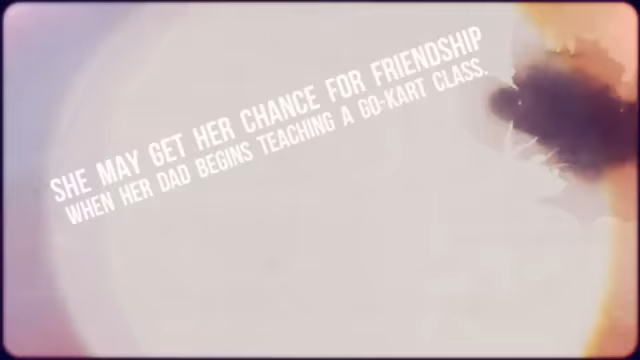 SHE MAY GET HER CHANCE FOR FRIENDSHIP
WHEN HER DAD BEGINS TEACHING A GO-KART CLASS.